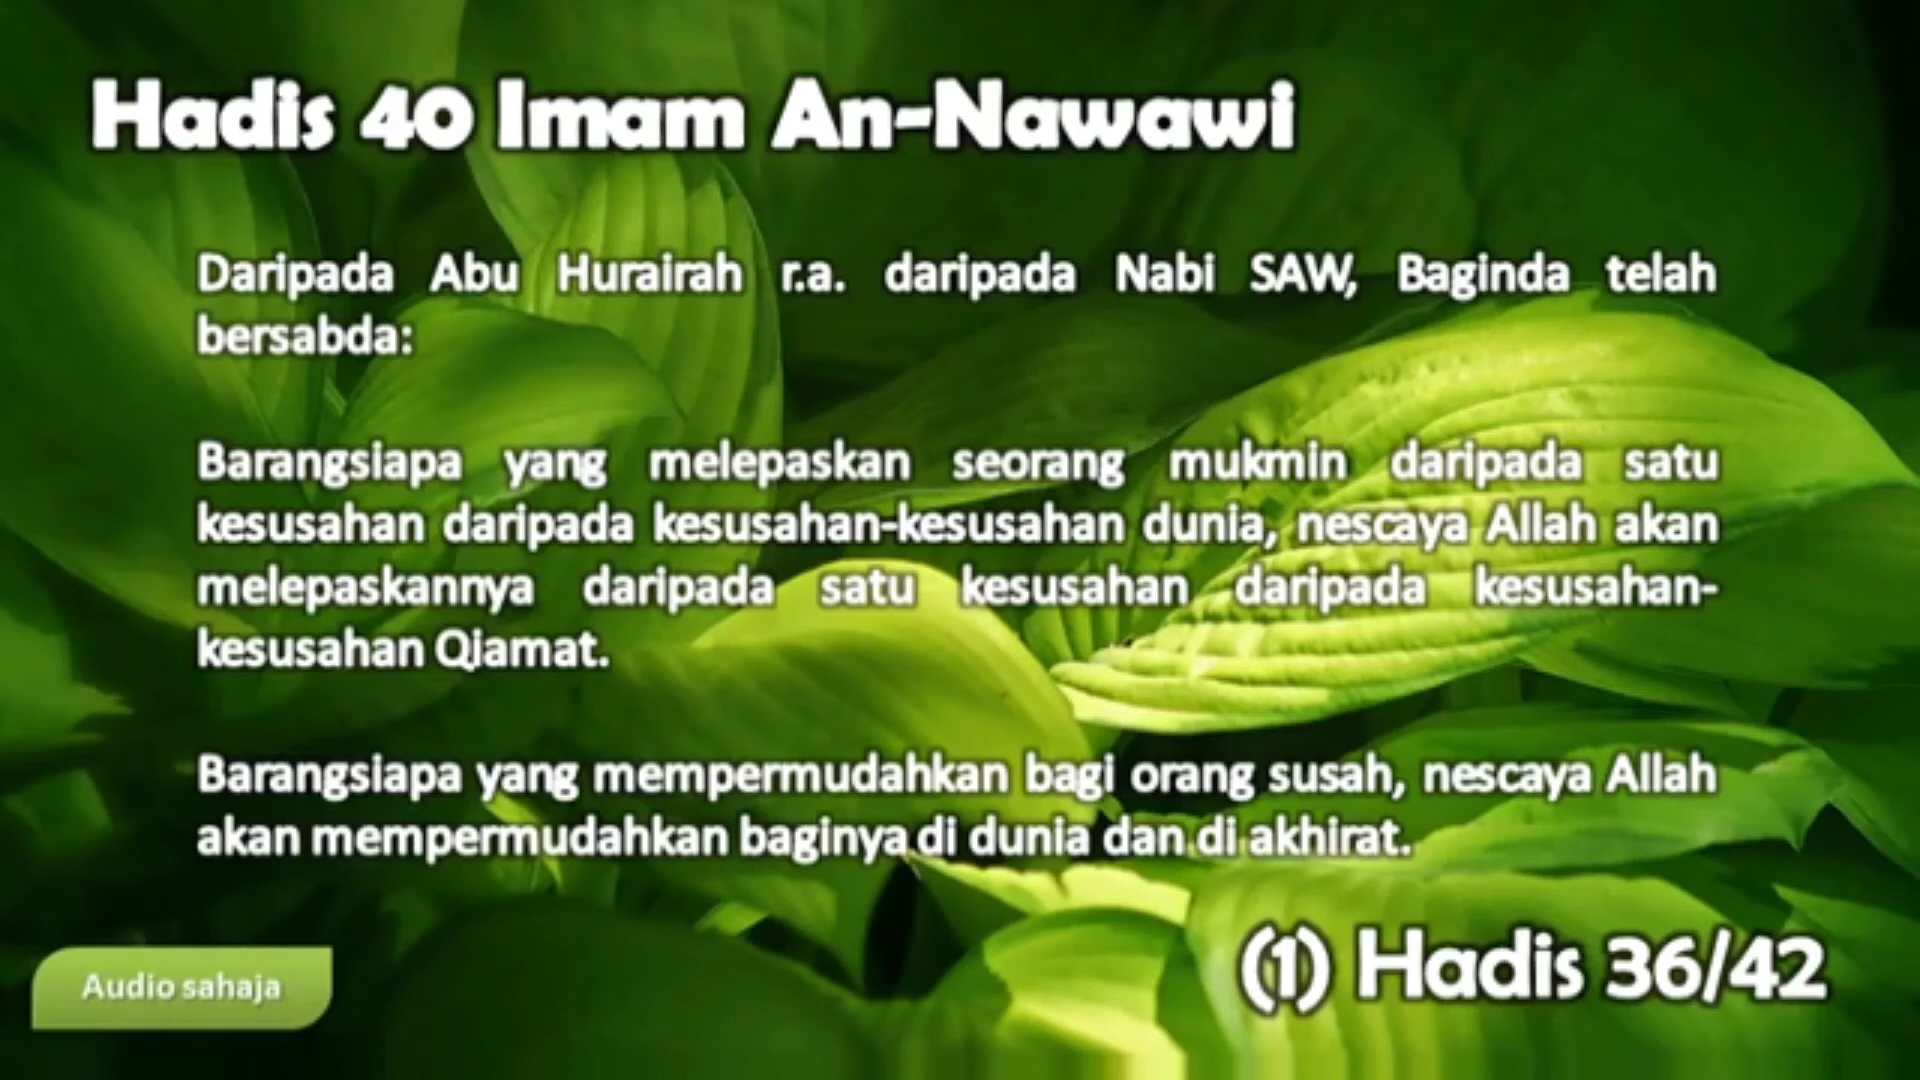 Hadis 40 Imam An-Nawawi
Daripada Abu Hurairah r.a. daripada Nabi SAW, Baginda telah
bersabda:
Barangsiapa yang melepaskan seorang mukmin daripada satu
kesusahan daripada kesusahan-kesusahan dunia, nescaya Allah akan
melepaskannya daripada satu kesusahan daripada kesusahan-
kesusahan Qiamat.
Barangsiapa yang mempermudahkan bagi orang susah, nescaya Allah
akan mempermudahkan baginya di dunia dan di akhirat.
(1) Hadis 36/42
Audio sahaja